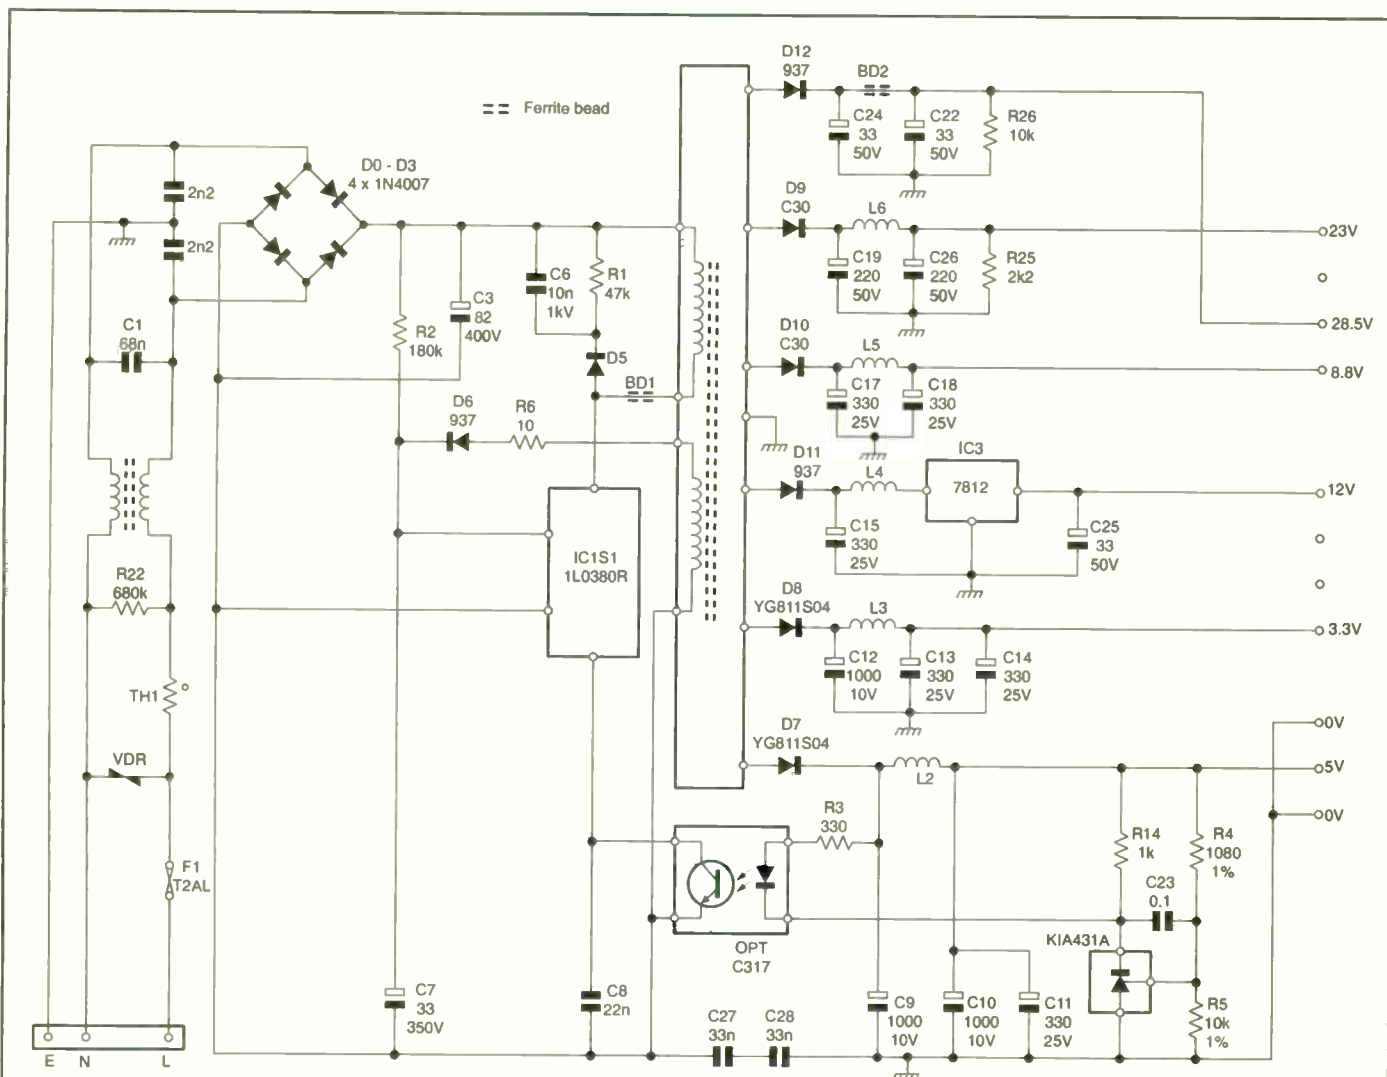 D12
937
BD2
Ferrite bead
C24
33
50V
C22
33
50V
R26
10k
D0 - D3
4 x 1N4007
2n2
2n2
D9
C30
L6
23V
C19
220
50V
C26
220
50V
R25
2k2
C6
10n
1kV
R1
47k
C3
82
400V
R2
180k
C1
68n
28.5V
D10
C30
L5
8.8V
D5
BD1
C17
330
25V
C18
330
25V
D6
937
R6
10
D11
937
L4
IC3
7812
12V
C15
330
25V
C25
33
50V
IC1S1
1L0380R
R22
680k
D8
YG811S04
L3
3.3V
C12
1000
10V
C13
330
25V
C14
330
25V
TH1
D7
YG811S04
0V
VDR
L2
5V
R3
330
0V
R14
1k
R4
1080
1%
F1
T2AL
C23
0.1
OPT
C317
KIA431A
C7
33
350V
C8
22n
C27
33n
C28
33n
C9
1000
10V
C10
1000
10V
C11
330
25V
R5
10k
1%
E
N
L